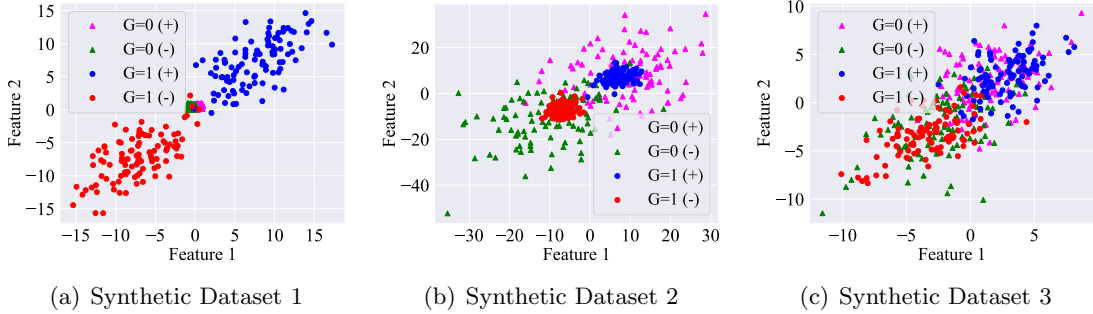 15
10
5
0
−5
−10
−15
Feature 2
G=0 (+)
G=0 (-)
G=1 (+)
G=1 (-)
−15 −10 −5 0 5 10 15
Feature 1
(a) Synthetic Dataset 1
40
20
0
−20
−40
Feature 2
G=0 (+)
G=0 (-)
G=1 (+)
G=1 (-)
−30 −20 −10 0 10 20 30
Feature 1
(b) Synthetic Dataset 2
10
5
0
−5
−10
Feature 2
G=0 (+)
G=0 (-)
G=1 (+)
G=1 (-)
−10 −5 0 5
Feature 1
(c) Synthetic Dataset 3